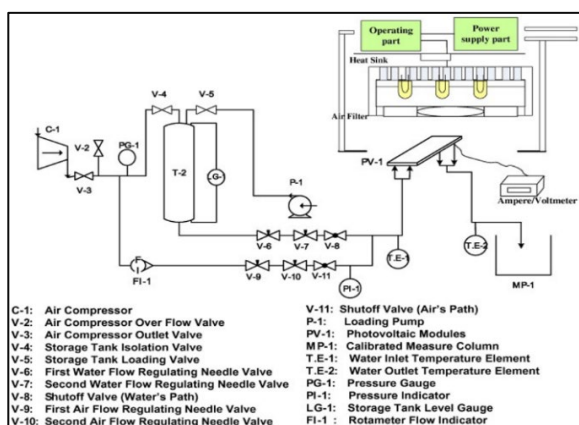 Operating part
Power supply part
Heat Sink
Air Filter
V-4
V-5
C-1
V-2
PG-1
V-3
T-2
LG-1
P-1
PV-1
Ampere/Voltmeter
V-6
V-7
V-8
T.E-1
T.E-2
F
FI-1
V-9
V-10
V-11
PI-1
MP-1
C-1: Air Compressor
V-2: Air Compressor Over Flow Valve
V-3: Air Compressor Outlet Valve
V-4: Storage Tank Isolation Valve
V-5: Storage Tank Loading Valve
V-6: First Water Flow Regulating Needle Valve
V-7: Second Water Flow Regulating Needle Valve
V-8: Shutoff Valve (Water's Path)
V-9: First Air Flow Regulating Needle Valve
V-10: Second Air Flow Regulating Needle Valve
V-11: Shutoff Valve (Air's Path)
P-1: Loading Pump
PV-1: Photovoltaic Modules
MP-1: Calibrated Measure Column
T.E-1: Water Inlet Temperature Element
T.E-2: Water Outlet Temperature Element
PG-1: Pressure Gauge
PI-1: Pressure Indicator
LG-1: Storage Tank Level Gauge
FI-1 : Rotameter Flow Indicator